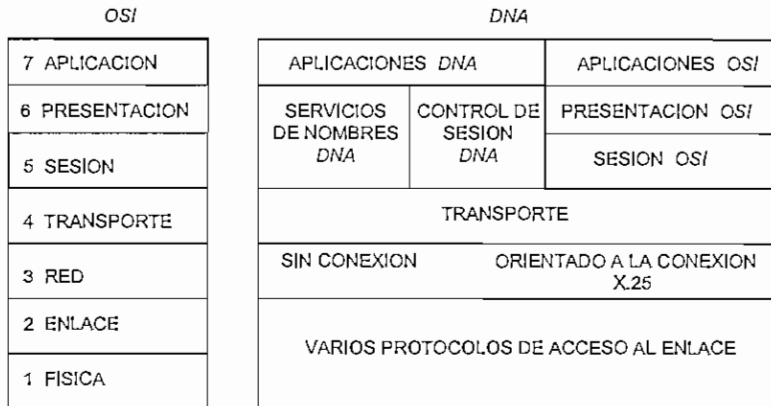 OSI
DNA
7 APLICACION
6 PRESENTACION
5 SESION
4 TRANSPORTE
3 RED
2 ENLACE
1 FISICA
APLICACIONES DNA
APLICACIONES OSI
SERVICIOS
DE NOMBRES
DNA
CONTROL DE
SESION
DNA
PRESENTACION OSI
SESION OSI
TRANSPORTE
SIN CONEXION
ORIENTADO A LA CONEXION
X.25
VARIOS PROTOCOLOS DE ACCESO AL ENLACE